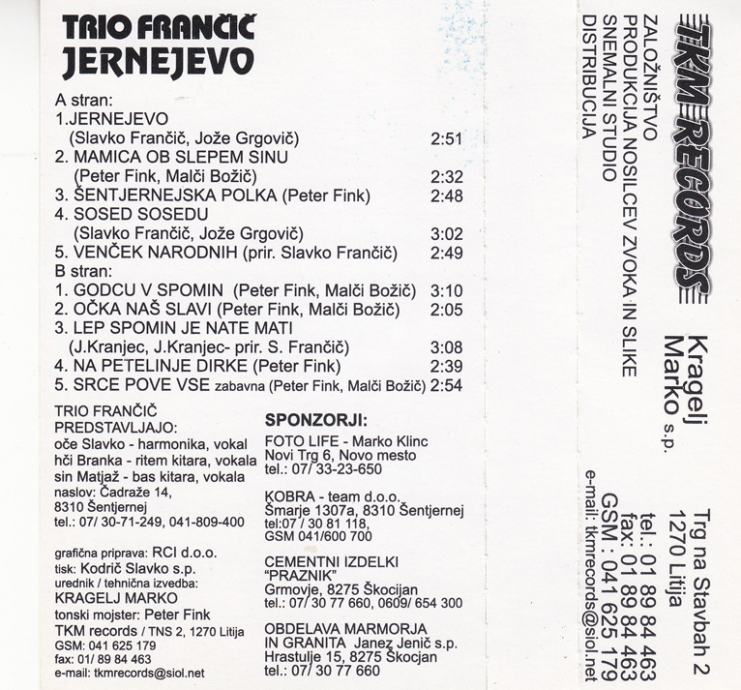 TRIO FRANČIČ
JERNEJEVO
A stran:
1.JERNEJEVO
(Slavko Frančič, Jože Grgovič) 2:51
2. MAMICA OB SLEPEM SINU
(Peter Fink, Malči Božič) 2:32
3. ŠENTJERNEJSKA POLKA (Peter Fink) 2:48
4. SOSED SOSEDU
(Slavko Frančič, Jože Grgovič) 3:02
5. VENČEK NARODNIH (prir. Slavko Frančič) 2:49
B stran:
1. GODCU V SPOMIN (Peter Fink, Malči Božič) 3:10
2. OČKA NAŠ SLAVI (Peter Fink, Malči Božič) 2:05
3. LEP SPOMIN JE NATE MATI
(J.Kranjec, J.Kranjec- prir. S. Frančič) 3:08
4. NA PETELINJE DIRKE (Peter Fink) 2:39
5. SRCE POVE VSE zabavna (Peter Fink, Malči Božič) 2:54
TRIO FRANČIČ
PREDSTAVLJAJO:
oče Slavko - harmonika, vokal
hči Branka - ritem kitara, vokala
sin Matjaž - bas kitara, vokala
naslov: Čadraže 14,
8310 Šentjernej
tel.: 07/ 30-71-249, 041-809-400
grafična priprava: RCI d.o.o.
tisk: Kodrič Slavko s.p.
urednik / tehnična izvedba:
KRAGELJ MARKO
tonski mojster: Peter Fink
TKM records / TNS 2, 1270 Litija
GSM: 041 625 179
fax: 01/ 89 84 463
e-mail: tkmrecords@siol.net
SPONZORJI:
FOTO LIFE - Marko Klinc
Novi Trg 6, Novo mesto
tel.: 07/ 33-23-650
KOBRA - team d.o.o.
Šmarje 1307a, 8310 Šentjernej
tel:07 / 30 81 118,
GSM 041/600 700
CEMENTNI IZDELKI
"PRAZNIK"
Grmovje, 8275 Škocijan
tel.: 07/ 30 77 660, 0609/ 654 300
OBDELAVA MARMORJA
IN GRANITA Janez Jenič s.p.
Hrastulje 15, 8275 Škocjan
tel.: 07/ 30 77 660
TKM RECORDS
ZALOŽNIŠTVO
PRODUKCIJA NOSILCEV ZVOKA IN SLIKE
SNEMALNI STUDIO
DISTRIBUCIJA
Kragelj
Marko s.p.
Trg na Stavbah 2
1270 Litija
tel.: 01 89 84 463
fax: 01 89 84 463
GSM : 041 625 179
e-mail: tkmrecords@siol.net